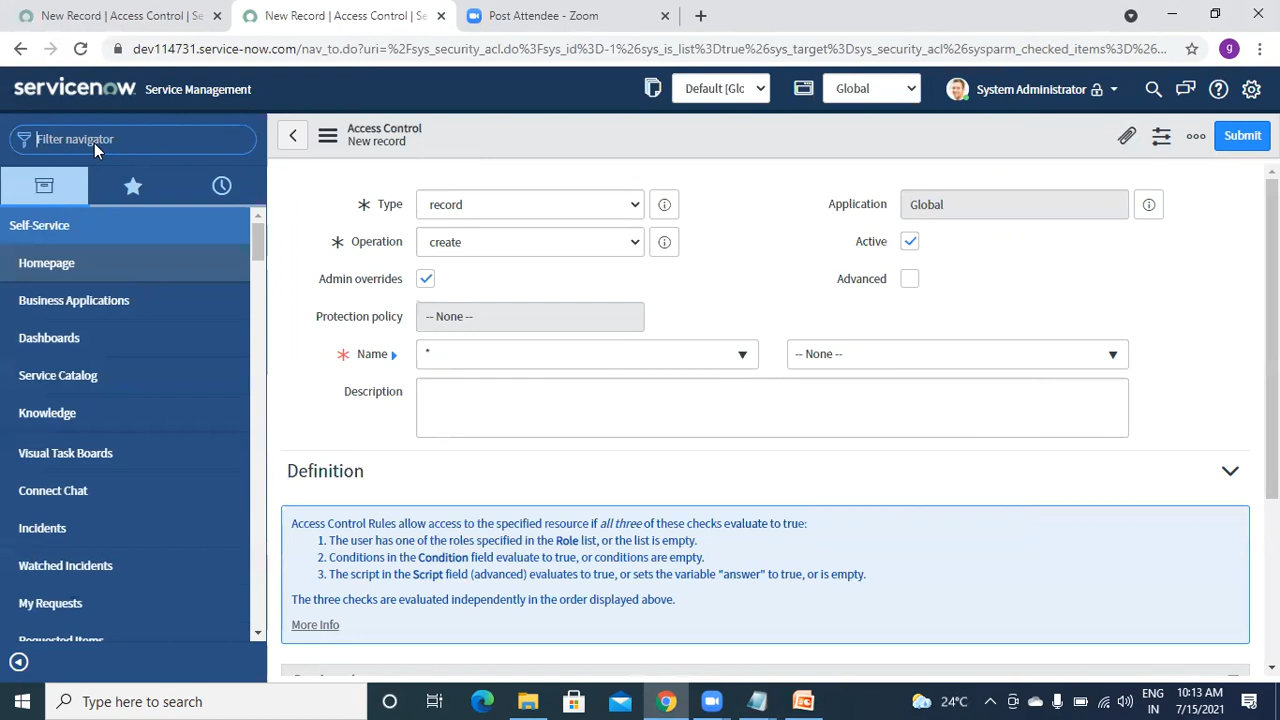 New Record | Access Control | Se
New Record | Access Control | Se
Post Attendee - Zoom
dev114731.service-now.com/nav_to.do?uri=%2Fsys_security_acl.do%3Fsys_id%3D-1%26sys_is_list%3Dtrue%26sys_target%3Dsys_security_acl%26sysparm_checked_items%3D%26...
g
servicenow Service Management
Default [Glo
Global
System Administrator
Filter navigator
Access Control
New record
Submit
Self-Service
Homepage
Business Applications
Dashboards
Service Catalog
Knowledge
Visual Task Boards
Connect Chat
Incidents
Watched Incidents
My Requests
Requested Items
Type record
Application Global
Operation create
Active
Admin overrides
Advanced
Protection policy -- None --
Name * -- None --
Description
Definition
Access Control Rules allow access to the specified resource if all three of these checks evaluate to true:
1. The user has one of the roles specified in the Role list, or the list is empty.
2. Conditions in the Condition field evaluate to true, or conditions are empty.
3. The script in the Script field (advanced) evaluates to true, or sets the variable "answer" to true, or is empty.
The three checks are evaluated independently in the order displayed above.
More Info
Type here to search
24°C
ENG
IN
10:13 AM
7/15/2021